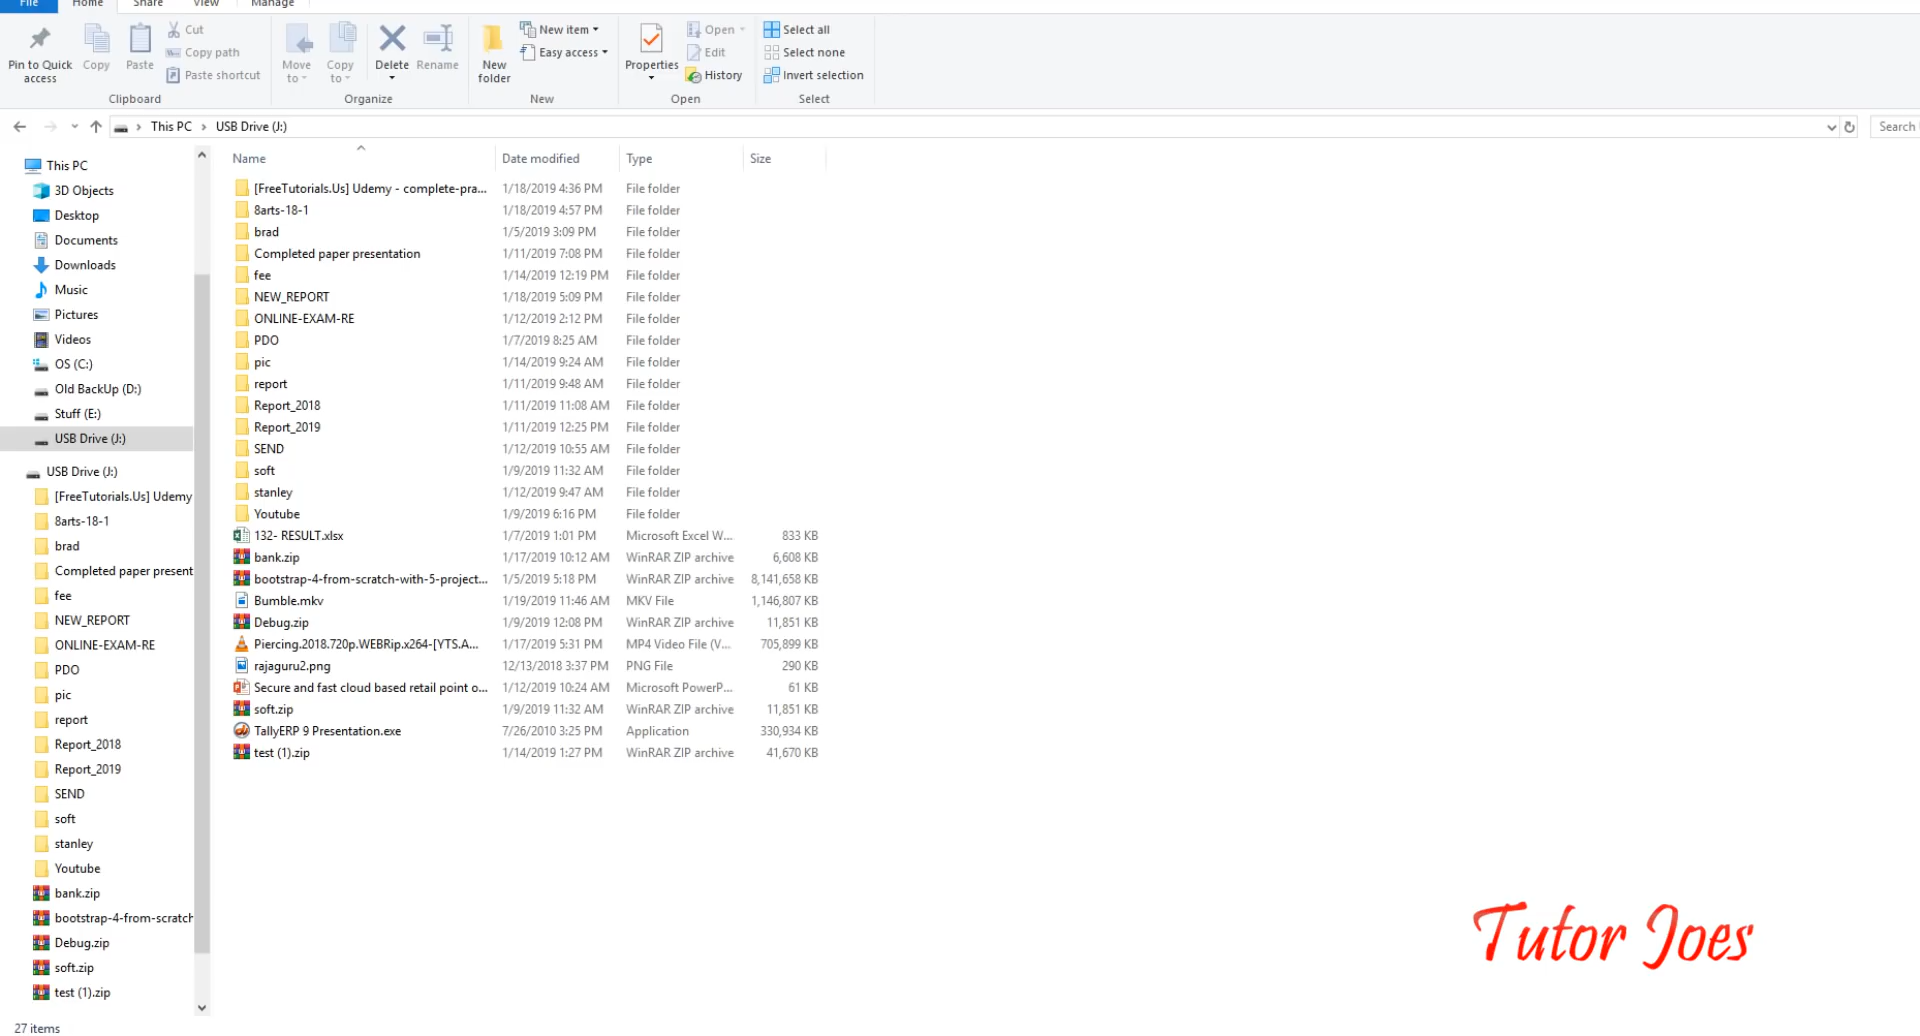 File Home Share View Manage
Pin to Quick access
Copy
Paste
Cut
Copy path
Paste shortcut
Clipboard
Move to
Copy to
Delete
Rename
Organize
New folder
New item
Easy access
New
Properties
Open
Edit
History
Open
Select all
Select none
Invert selection
Select
This PC USB Drive (J:)
Search
This PC
3D Objects
Desktop
Documents
Downloads
Music
Pictures
Videos
OS (C:)
Old BackUp (D:)
Stuff (E:)
USB Drive (J:)
USB Drive (J:)
[FreeTutorials.Us] Udemy
8arts-18-1
brad
Completed paper present
fee
NEW_REPORT
ONLINE-EXAM-RE
PDO
pic
report
Report_2018
Report_2019
SEND
soft
stanley
Youtube
bank.zip
bootstrap-4-from-scratch
Debug.zip
soft.zip
test (1).zip
Name Date modified Type Size
[FreeTutorials.Us] Udemy - complete-pra... 1/18/2019 4:36 PM File folder
8arts-18-1 1/18/2019 4:57 PM File folder
brad 1/5/2019 3:09 PM File folder
Completed paper presentation 1/11/2019 7:08 PM File folder
fee 1/14/2019 12:19 PM File folder
NEW_REPORT 1/18/2019 5:09 PM File folder
ONLINE-EXAM-RE 1/12/2019 2:12 PM File folder
PDO 1/7/2019 8:25 AM File folder
pic 1/14/2019 9:24 AM File folder
report 1/11/2019 9:48 AM File folder
Report_2018 1/11/2019 11:08 AM File folder
Report_2019 1/11/2019 12:25 PM File folder
SEND 1/12/2019 10:55 AM File folder
soft 1/9/2019 11:32 AM File folder
stanley 1/12/2019 9:47 AM File folder
Youtube 1/9/2019 6:16 PM File folder
132- RESULT.xlsx 1/7/2019 1:01 PM Microsoft Excel W... 833 KB
bank.zip 1/17/2019 10:12 AM WinRAR ZIP archive 6,608 KB
bootstrap-4-from-scratch-with-5-project... 1/5/2019 5:18 PM WinRAR ZIP archive 8,141,658 KB
Bumble.mkv 1/19/2019 11:46 AM MKV File 1,146,807 KB
Debug.zip 1/9/2019 12:08 PM WinRAR ZIP archive 11,851 KB
Piercing.2018.720p.WEBRip.x264-[YTS.A... 1/17/2019 5:31 PM MP4 Video File (V... 705,899 KB
rajaguru2.png 12/13/2018 3:37 PM PNG File 290 KB
Secure and fast cloud based retail point o... 1/12/2019 10:24 AM Microsoft PowerP... 61 KB
soft.zip 1/9/2019 11:32 AM WinRAR ZIP archive 11,851 KB
TallyERP 9 Presentation.exe 7/26/2010 3:25 PM Application 330,934 KB
test (1).zip 1/14/2019 1:27 PM WinRAR ZIP archive 41,670 KB
Tutor Joes
27 items